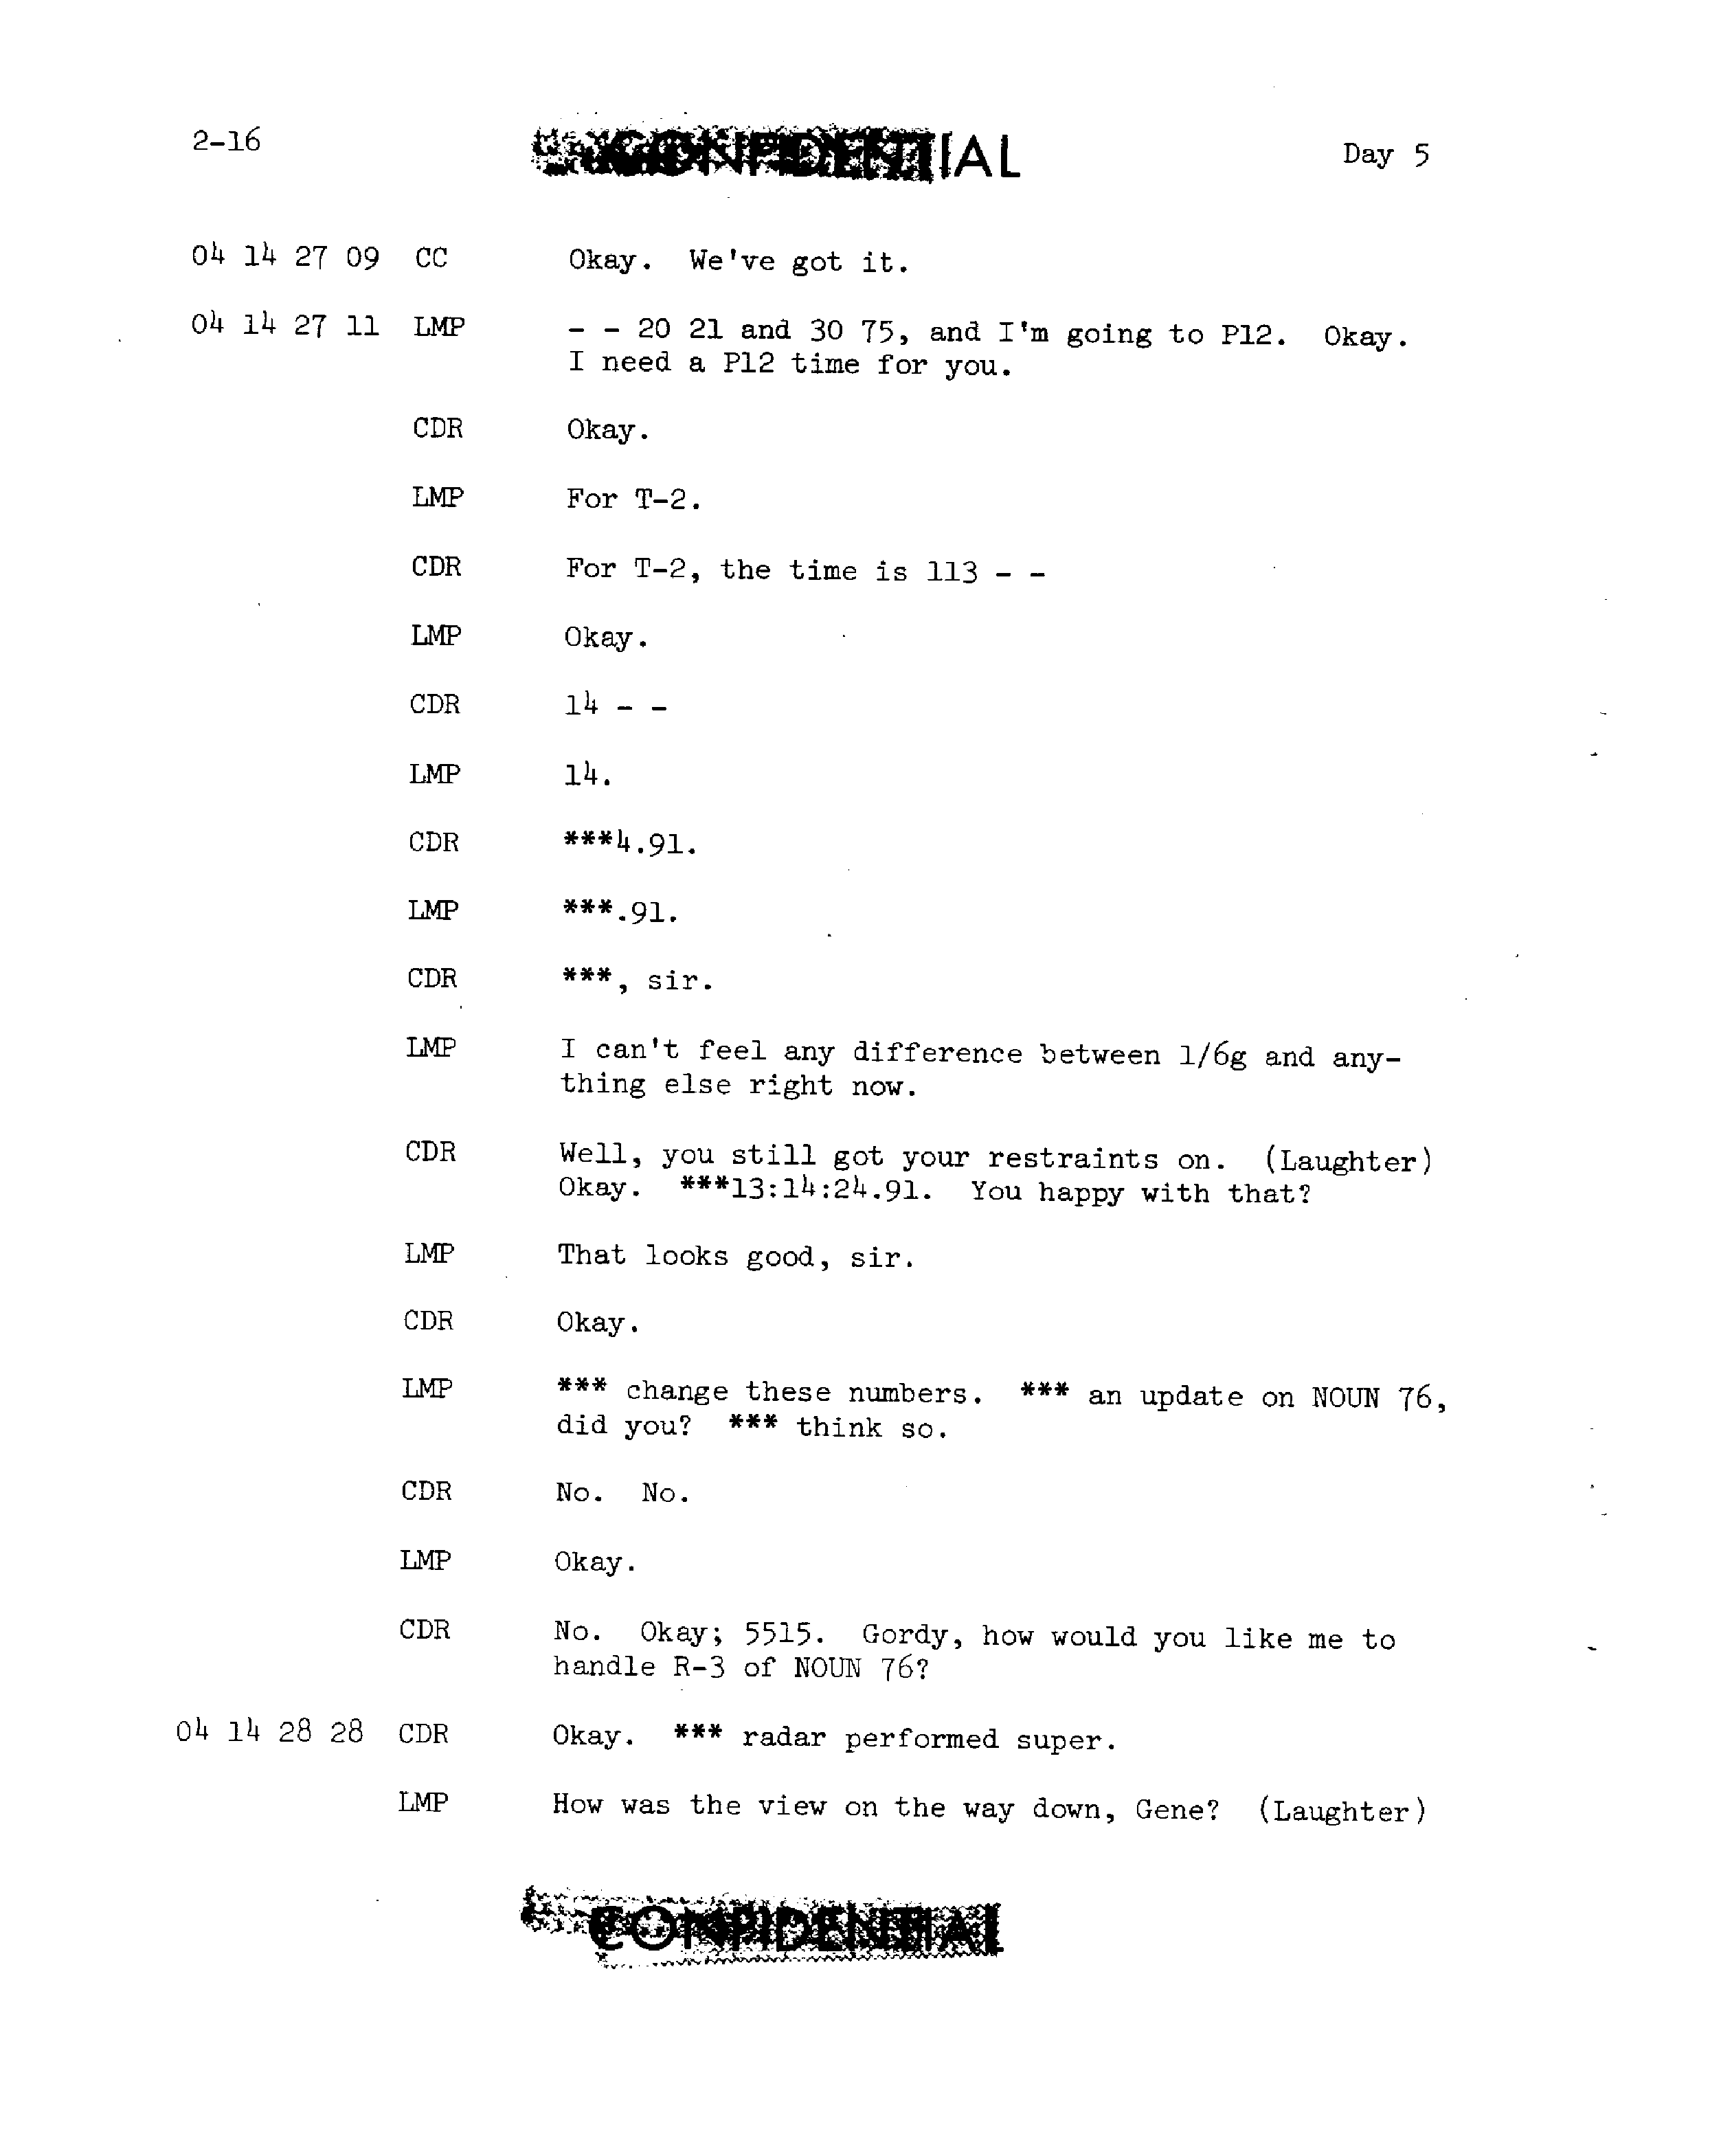 2-16
CONFIDENTIAL
Day 5
04 14 27 09 CC Okay. We've got it.
04 14 27 11 LMP - - 20 21 and 30 75, and I'm going to P12. Okay.
I need a P12 time for you.
CDR Okay.
LMP For T-2.
CDR For T-2, the time is 113 - -
LMP Okay.
CDR 14 - -
LMP 14.
CDR ***4.91.
LMP ***.91.
CDR ***, sir.
LMP I can't feel any difference between 1/6g and any-
thing else right now.
CDR Well, you still got your restraints on. (Laughter)
Okay. ***13:14:24.91. You happy with that?
LMP That looks good, sir.
CDR Okay.
LMP *** change these numbers. *** an update on NOUN 76,
did you? *** think so.
CDR No. No.
LMP Okay.
CDR No. Okay; 5515. Gordy, how would you like me to
handle R-3 of NOUN 76?
04 14 28 28 CDR Okay. *** radar performed super.
LMP How was the view on the way down, Gene? (Laughter)
CONFIDENTIAL